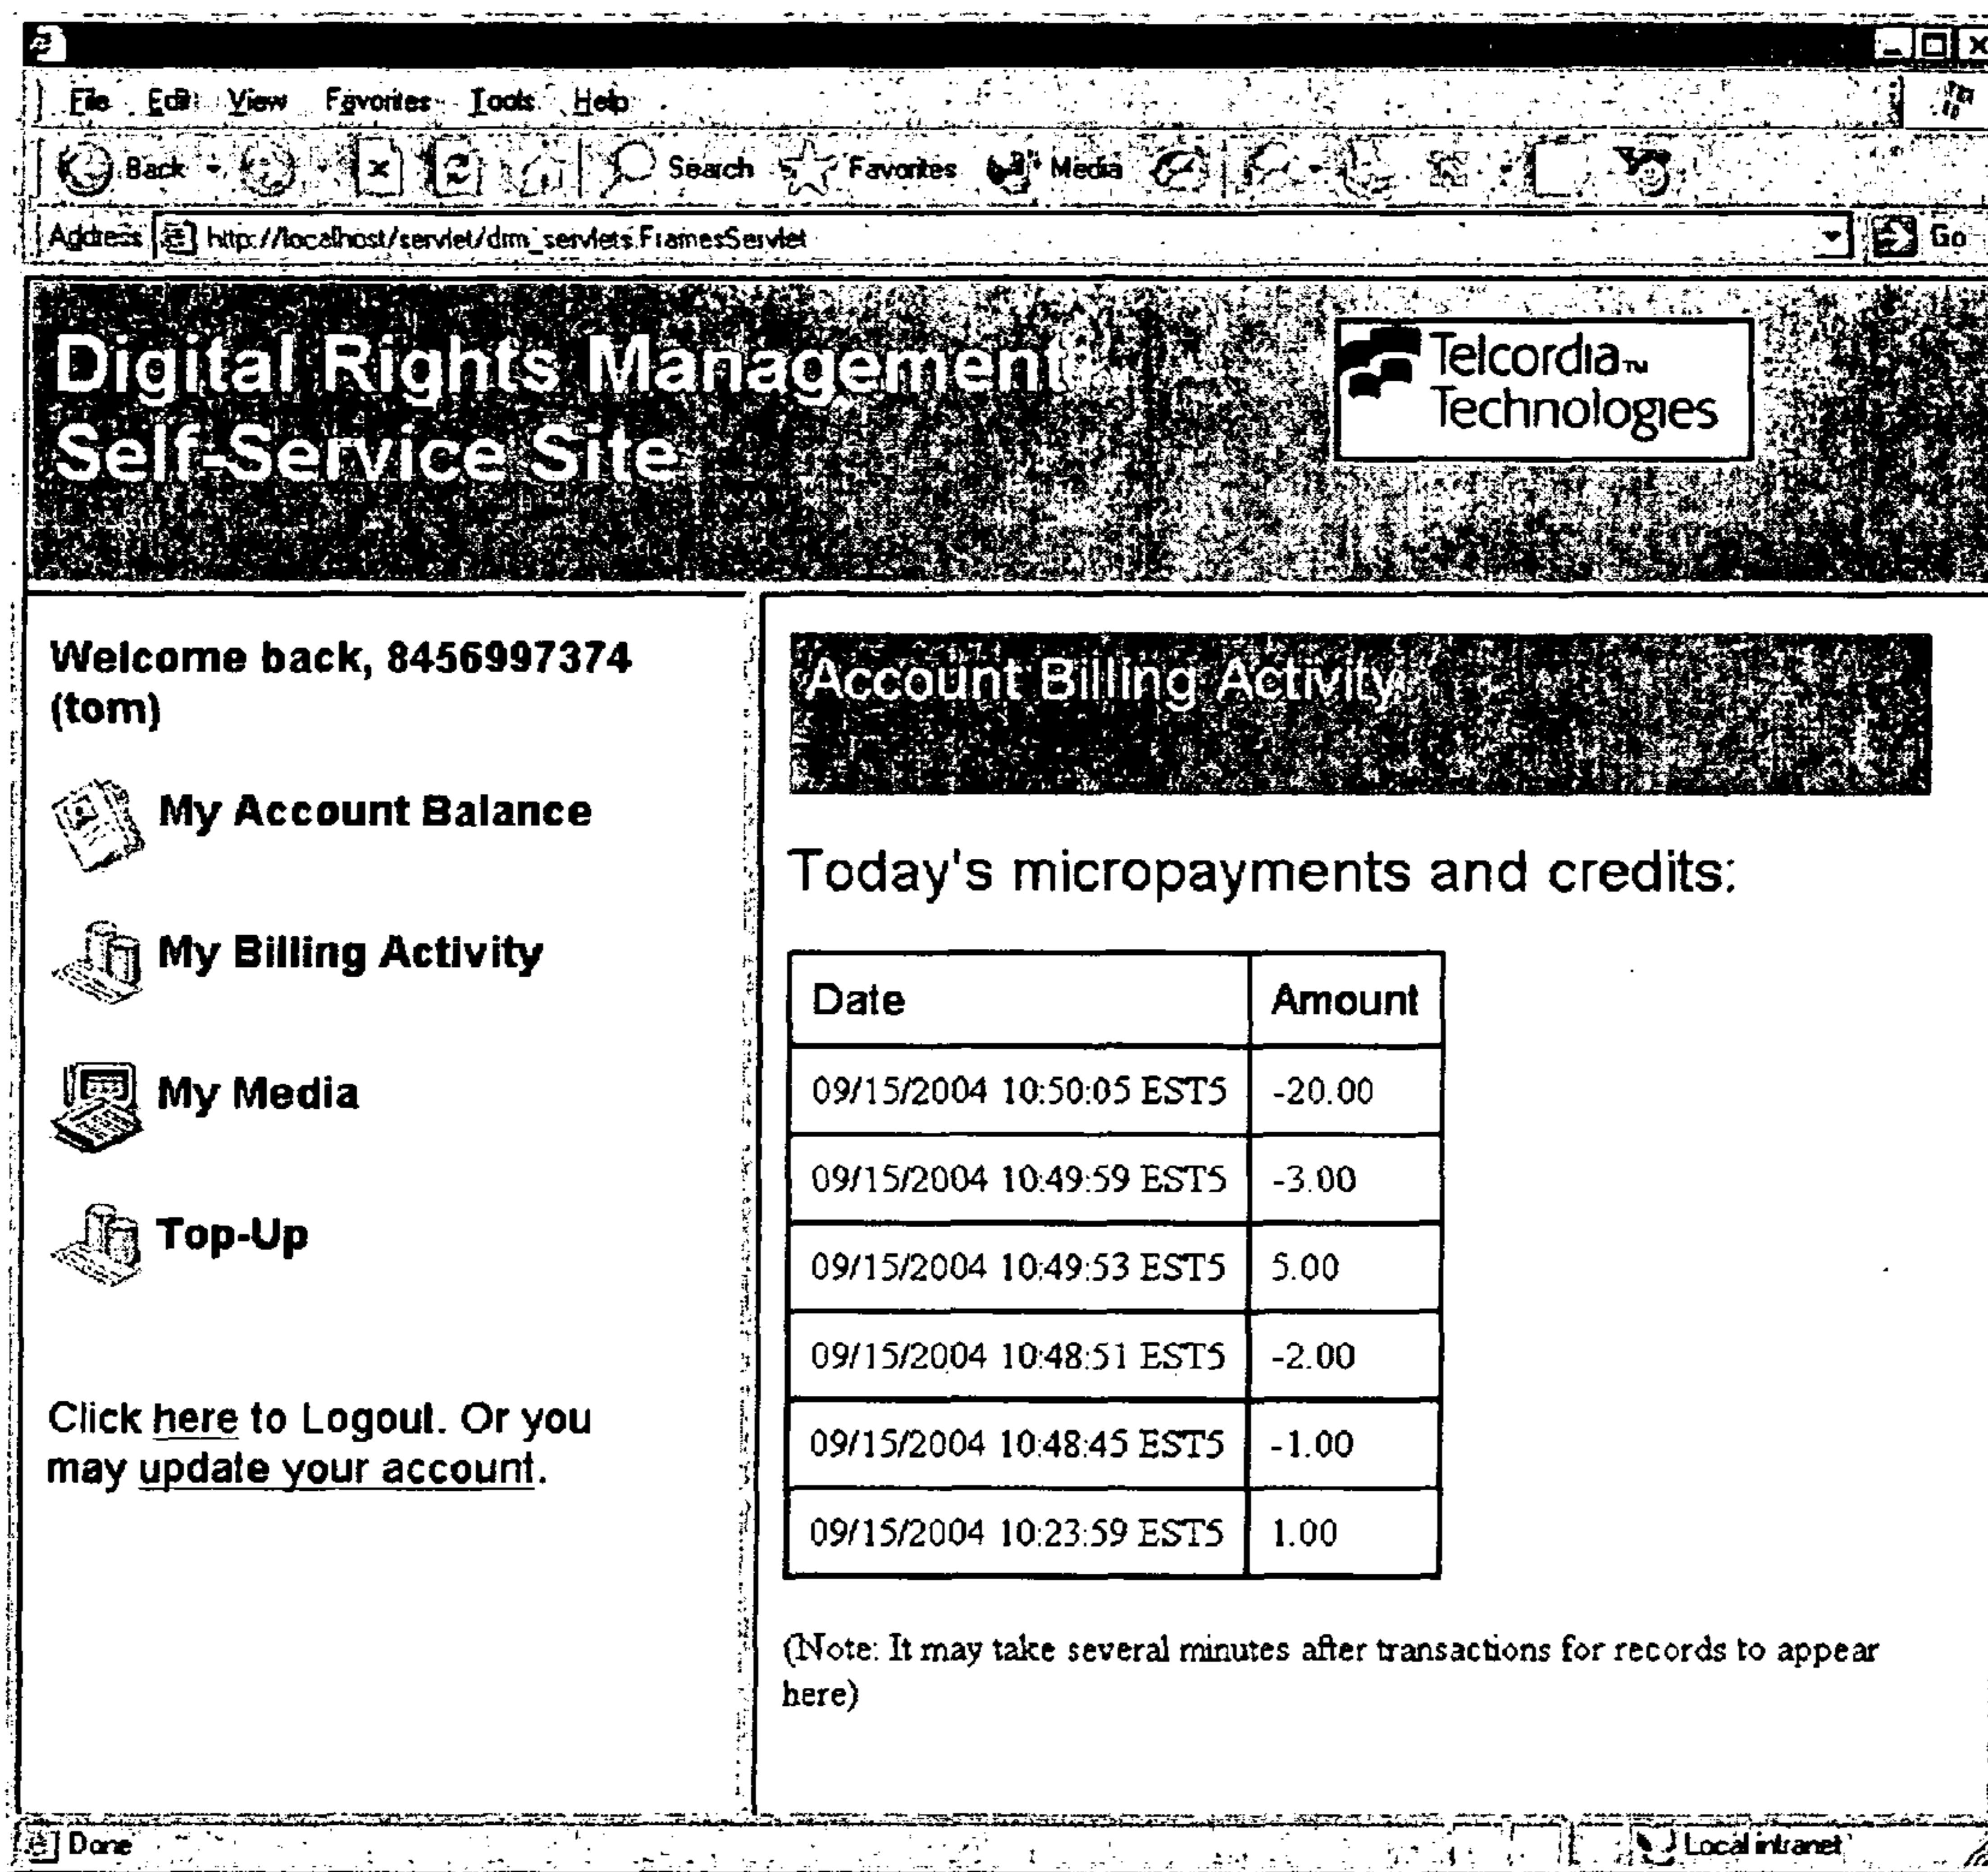 File Edit View Favorites Tools Help
Back Search Favorites Media
Address http://localhost/servlet/drm_servlets.FramesServlet Go
Digital Rights Management
Self-Service Site
Telcordia™
Technologies
Welcome back, 8456997374
(tom)
My Account Balance
My Billing Activity
My Media
Top-Up
Click here to Logout. Or you
may update your account.
Account Billing Activity
Today's micropayments and credits:
Date Amount
09/15/2004 10:50:05 EST5 -20.00
09/15/2004 10:49:59 EST5 -3.00
09/15/2004 10:49:53 EST5 5.00
09/15/2004 10:48:51 EST5 -2.00
09/15/2004 10:48:45 EST5 -1.00
09/15/2004 10:23:59 EST5 1.00
(Note: It may take several minutes after transactions for records to appear
here)
Done Local intranet